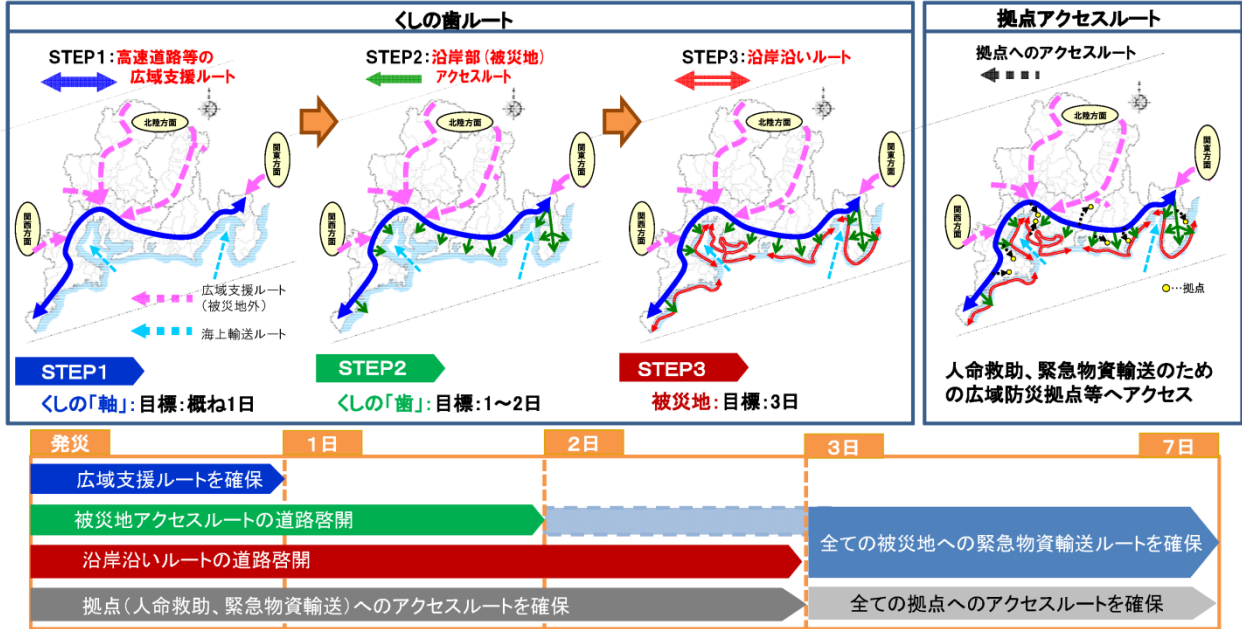 くしの歯ルート
STEP1:高速道路等の
広域支援ルート
北陸方面
関東方面
関西方面
広域支援ルート
(被災地外)
海上輸送ルート
STEP1
くしの「軸」:目標:概ね1日
STEP2:沿岸部(被災地)
アクセスルート
北陸方面
関東方面
関西方面
STEP2
くしの「歯」:目標:1~2日
STEP3:沿岸沿いルート
北陸方面
関東方面
関西方面
STEP3
被災地:目標:3日
拠点アクセスルート
拠点へのアクセスルート
北陸方面
関東方面
関西方面
…拠点
人命救助、緊急物資輸送のため
の広域防災拠点等へアクセス
発災
1日
2日
3日
7日
広域支援ルートを確保
被災地アクセスルートの道路啓開
沿岸沿いルートの道路啓開
全ての被災地への緊急物資輸送ルートを確保
拠点(人命救助、緊急物資輸送)へのアクセスルートを確保
全ての拠点へのアクセスルートを確保